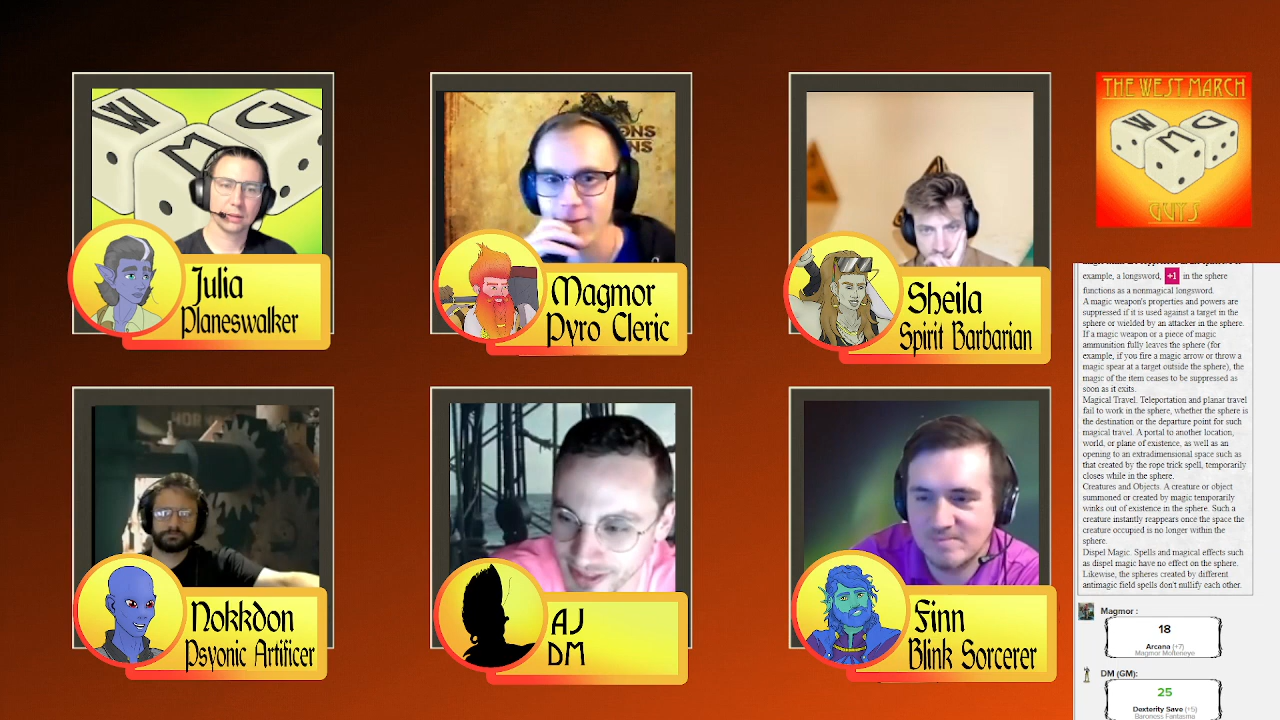 W
M
G
ONS
NS
Julia
Planeswalker
Magmor
Pyro Cleric
Sheila
Spirit Barbarian
THE WEST MARCH
W
M
G
GUYS
example, a longsword, +1 in the sphere
functions as a nonmagical longsword.
A magic weapon's properties and powers are
suppressed if it is used against a target in the
sphere or wielded by an attacker in the sphere.
If a magic weapon or a piece of magic
ammunition fully leaves the sphere (for
example, if you fire a magic arrow or throw a
magic spear at a target outside the sphere), the
magic of the item ceases to be suppressed as
soon as it exits.
Magical Travel. Teleportation and planar travel
fail to work in the sphere, whether the sphere is
the destination or the departure point for such
magical travel. A portal to another location,
world, or plane of existence, as well as an
opening to an extradimensional space such as
that created by the rope trick spell, temporarily
closes while in the sphere.
Creatures and Objects. A creature or object
summoned or created by magic temporarily
winks out of existence in the sphere. Such a
creature instantly reappears once the space the
creature occupied is no longer within the
sphere.
Dispel Magic. Spells and magical effects such
as dispel magic have no effect on the sphere.
Likewise, the spheres created by different
antimagic field spells don't nullify each other.
Magmor :
18
Arcana (+7)
Magmor Molteneye
DM (GM):
25
Dexterity Save (+5)
Baroness Fantasma
Nokkdon
Psyonic Artificer
AJ
DM
Finn
Blink Sorcerer